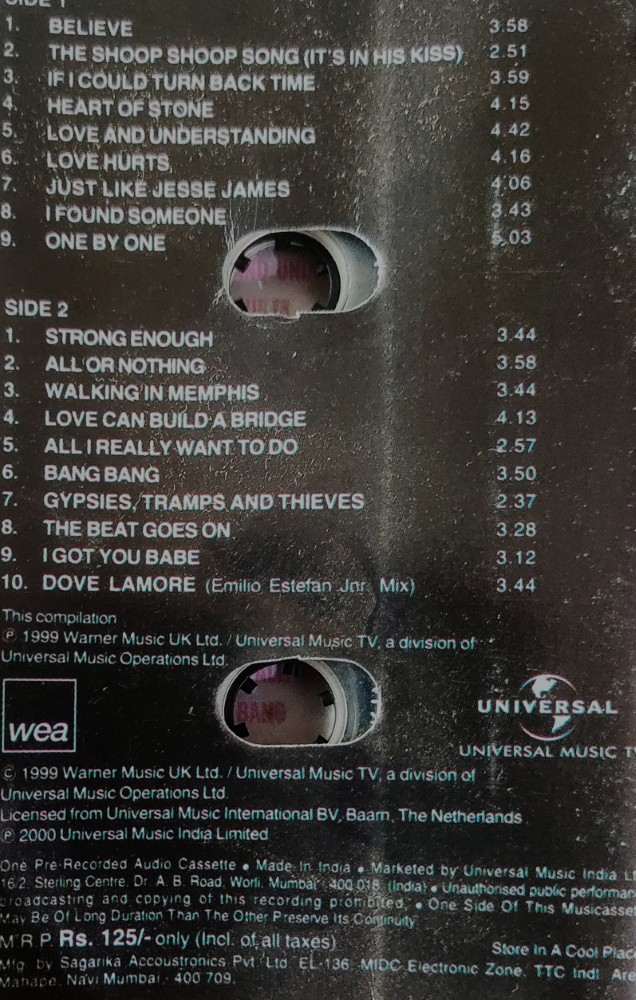 SIDE 1
1. BELIEVE 3.58
2. THE SHOOP SHOOP SONG (IT'S IN HIS KISS) 2.51
3. IF I COULD TURN BACK TIME 3.59
4. HEART OF STONE 4.15
5. LOVE AND UNDERSTANDING 4.42
6. LOVE HURTS 4.16
7. JUST LIKE JESSE JAMES 4.06
8. I FOUND SOMEONE 3.43
9. ONE BY ONE 5.03
SIDE 2
1. STRONG ENOUGH 3.44
2. ALL OR NOTHING 3.58
3. WALKING IN MEMPHIS 3.44
4. LOVE CAN BUILD A BRIDGE 4.13
5. ALL I REALLY WANT TO DO 2.57
6. BANG BANG 3.50
7. GYPSIES, TRAMPS AND THIEVES 2.37
8. THE BEAT GOES ON 3.28
9. I GOT YOU BABE 3.12
10. DOVE LAMORE (Emilio Estefan Jnr. Mix) 3.44
This compilation
℗ 1999 Warner Music UK Ltd. / Universal Music TV, a division of
Universal Music Operations Ltd.
BANG
wea
UNIVERSAL
UNIVERSAL MUSIC TV
© 1999 Warner Music UK Ltd. / Universal Music TV, a division of
Universal Music Operations Ltd.
Licensed from Universal Music International BV, Baarn, The Netherlands
℗ 2000 Universal Music India Limited
One Pre-Recorded Audio Cassette • Made In India • Marketed by Universal Music India
16/2, Sterling Centre, Dr. A. B. Road, Worli, Mumbai - 400 018. (India) • Unauthorised public
broadcasting and copying of this recording prohibited. • One Side Of This
May Be Of Long Duration Than The Other Preserve Its Continuity
M R P. Rs. 125/- only (Incl. of all taxes) Store In A Cool
Mfg. by Sagarika Accoustronics Pvt. Ltd. EL-136, MIDC Electronic Zone, TTC Indl.
Mahape, Navi Mumbai - 400 709.